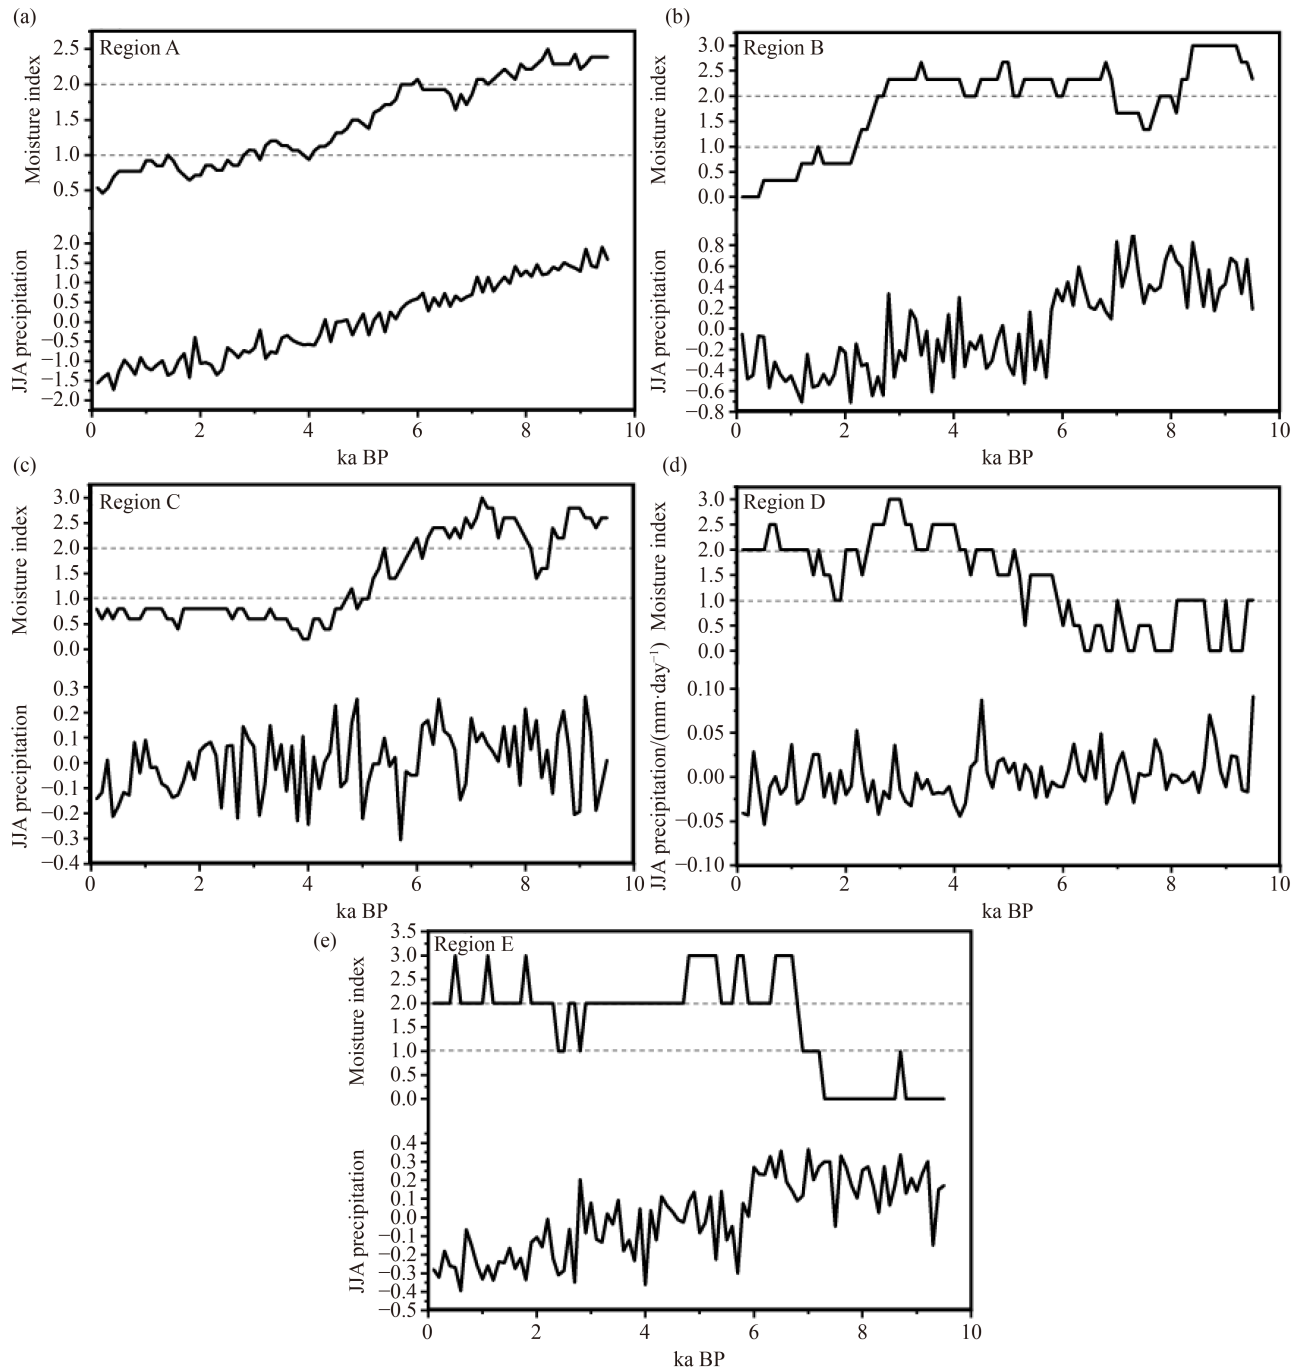 (a)
Region A
Moisture index
2.5
2.0
1.5
1.0
0.5
JJA precipitation
2.0
1.5
1.0
0.5
0.0
−0.5
−1.0
−1.5
−2.0
0 2 4 6 8 10
ka BP
(b)
Region B
Moisture index
3.0
2.5
2.0
1.5
1.0
0.5
0.0
JJA precipitation
0.8
0.6
0.4
0.2
0.0
−0.2
−0.4
−0.6
−0.8
0 2 4 6 8 10
ka BP
(c)
Region C
Moisture index
3.0
2.5
2.0
1.5
1.0
0.5
0.0
JJA precipitation
0.3
0.2
0.1
0.0
−0.1
−0.2
−0.3
−0.4
0 2 4 6 8 10
ka BP
(d)
Region D
Moisture index
3.0
2.5
2.0
1.5
1.0
0.5
0.0
JJA precipitation/(mm·day⁻¹)
0.10
0.05
0.00
−0.05
−0.10
0 2 4 6 8 10
ka BP
(e)
Region E
Moisture index
3.5
3.0
2.5
2.0
1.5
1.0
0.5
0.0
JJA precipitation
0.4
0.3
0.2
0.1
0.0
−0.1
−0.2
−0.3
−0.4
−0.5
0 2 4 6 8 10
ka BP